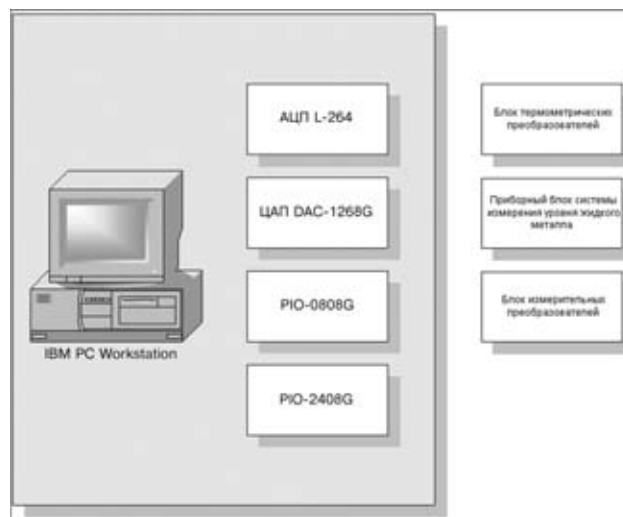 АЦП L-264
ЦАП DAC-1268G
PIO-0808G
PIO-2408G
IBM PC Workstation
Блок термометрических
преобразователей
Приборный блок системы
измерения уровня жидкого
металла
Блок измерительных
преобразователей